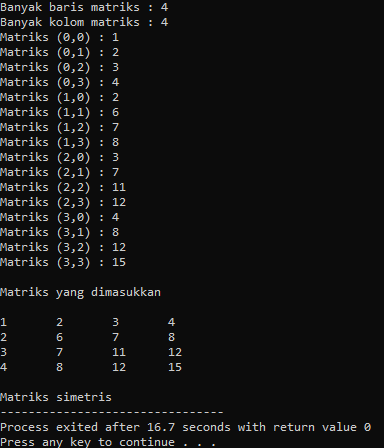 Banyak baris matriks : 4
Banyak kolom matriks : 4
Matriks (0,0) : 1
Matriks (0,1) : 2
Matriks (0,2) : 3
Matriks (0,3) : 4
Matriks (1,0) : 2
Matriks (1,1) : 6
Matriks (1,2) : 7
Matriks (1,3) : 8
Matriks (2,0) : 3
Matriks (2,1) : 7
Matriks (2,2) : 11
Matriks (2,3) : 12
Matriks (3,0) : 4
Matriks (3,1) : 8
Matriks (3,2) : 12
Matriks (3,3) : 15
Matriks yang dimasukkan
1 2 3 4
2 6 7 8
3 7 11 12
4 8 12 15
Matriks simetris
--------------------------------
Process exited after 16.7 seconds with return value 0
Press any key to continue . . .